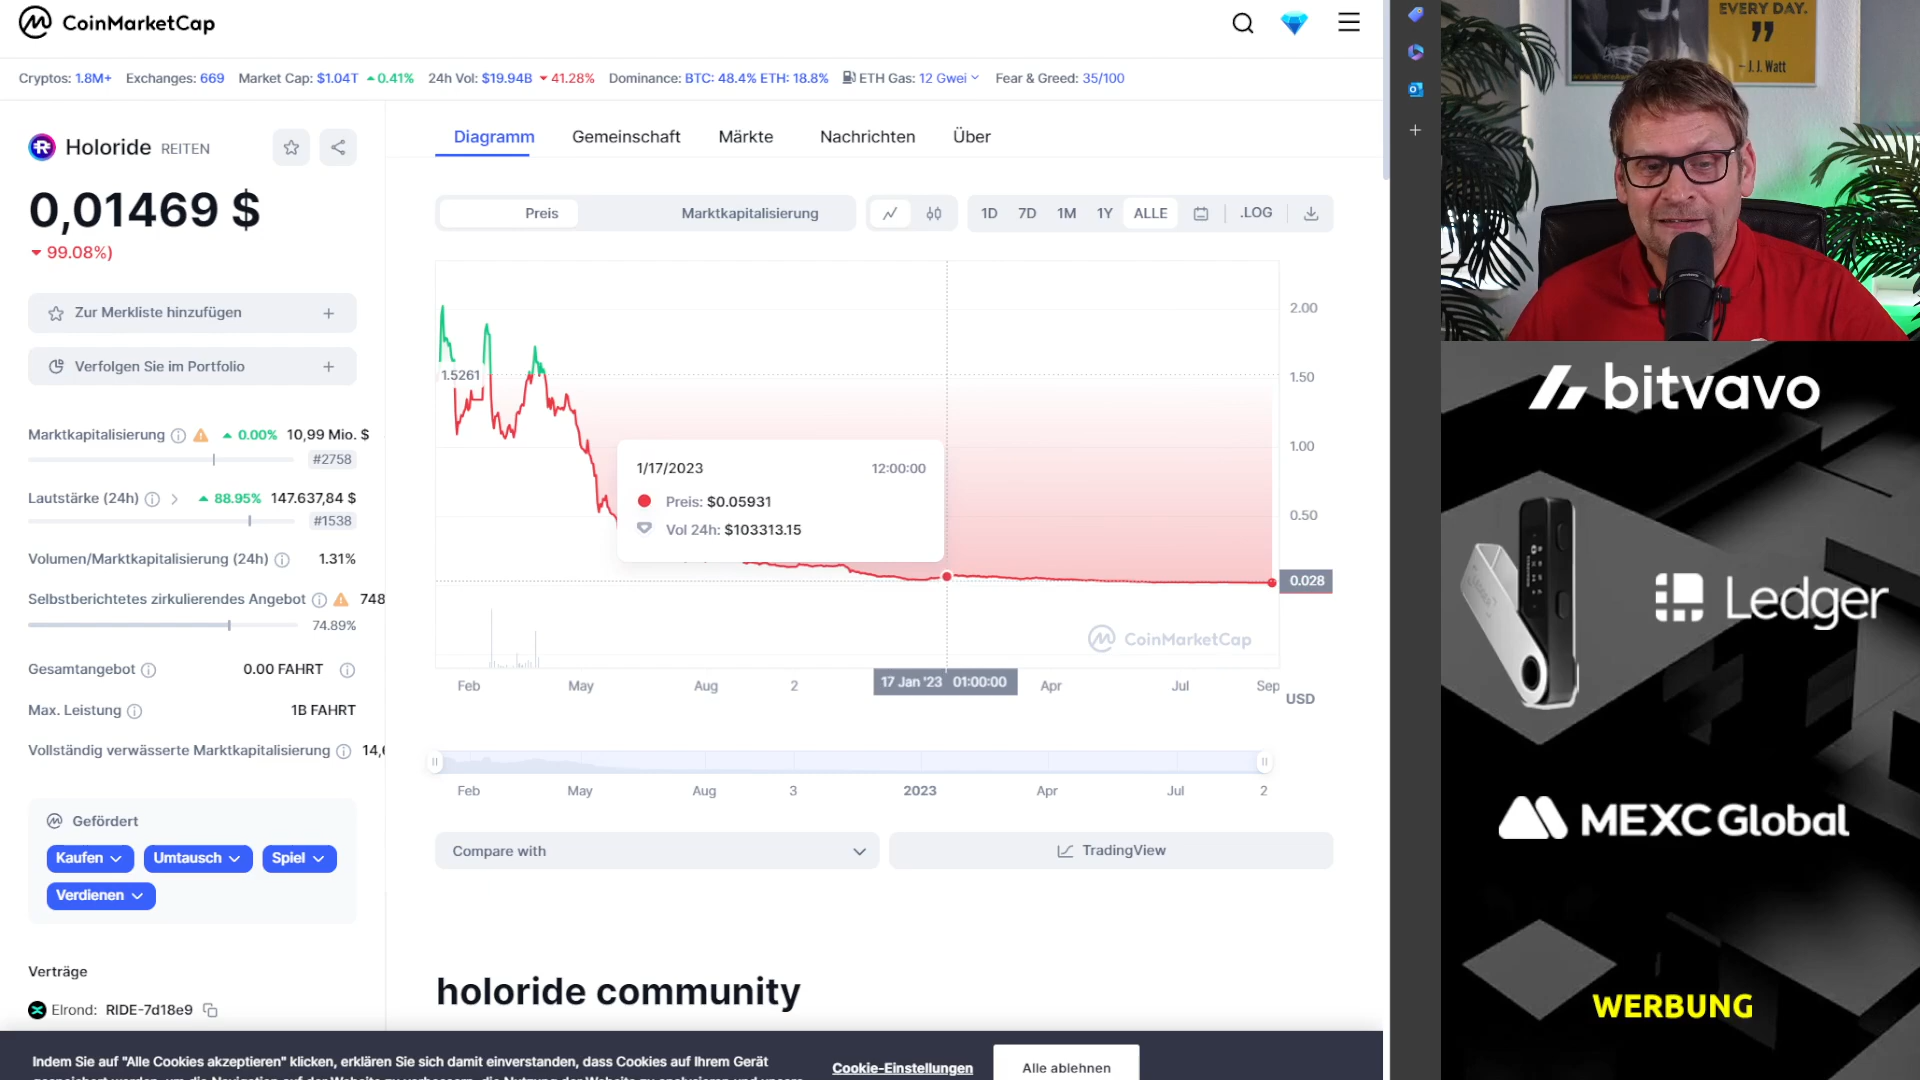 CoinMarketCap
Cryptos: 1.8M+ Exchanges: 669 Market Cap: $1.04T 0.41% 24h Vol: $19.94B 41.28% Dominance: BTC: 48.4% ETH: 18.8% ETH Gas: 12 Gwei Fear & Greed: 35/100
Holoride REITEN
0,01469 $
99.08%)
Zur Merkliste hinzufügen +
Verfolgen Sie im Portfolio +
Marktkapitalisierung 0.00% 10,99 Mio. $
#2758
Lautstärke (24h) 88.95% 147.637,84 $
#1538
Volumen/Marktkapitalisierung (24h) 1.31%
Selbstberichtetes zirkulierendes Angebot 748
74.89%
Gesamtangebot 0.00 FAHRT
Max. Leistung 1B FAHRT
Vollständig verwässerte Marktkapitalisierung
Gefördert
Kaufen Umtausch Spiel
Verdienen
Verträge
Elrond: RIDE-7d18e9
Diagramm Gemeinschaft Märkte Nachrichten Über
Preis Marktkapitalisierung 1D 7D 1M 1Y ALLE .LOG
2.00
1.50
1.00
0.50
0.028
1.5261
1/17/2023 12:00:00
Preis: $0.05931
Vol 24h: $103313.15
CoinMarketCap
Feb May Aug 2 17 Jan '23 01:00:00 Apr Jul Sep
USD
Feb May Aug 3 2023 Apr Jul 2
Compare with TradingView
holoride community
Indem Sie auf "Alle Cookies akzeptieren" klicken, erklären Sie sich damit einverstanden, dass Cookies auf Ihrem Gerät
Cookie-Einstellungen Alle ablehnen
EVERY DAY.
"
– J.J. Watt
bitvavo
Ledger
MEXC Global
WERBUNG